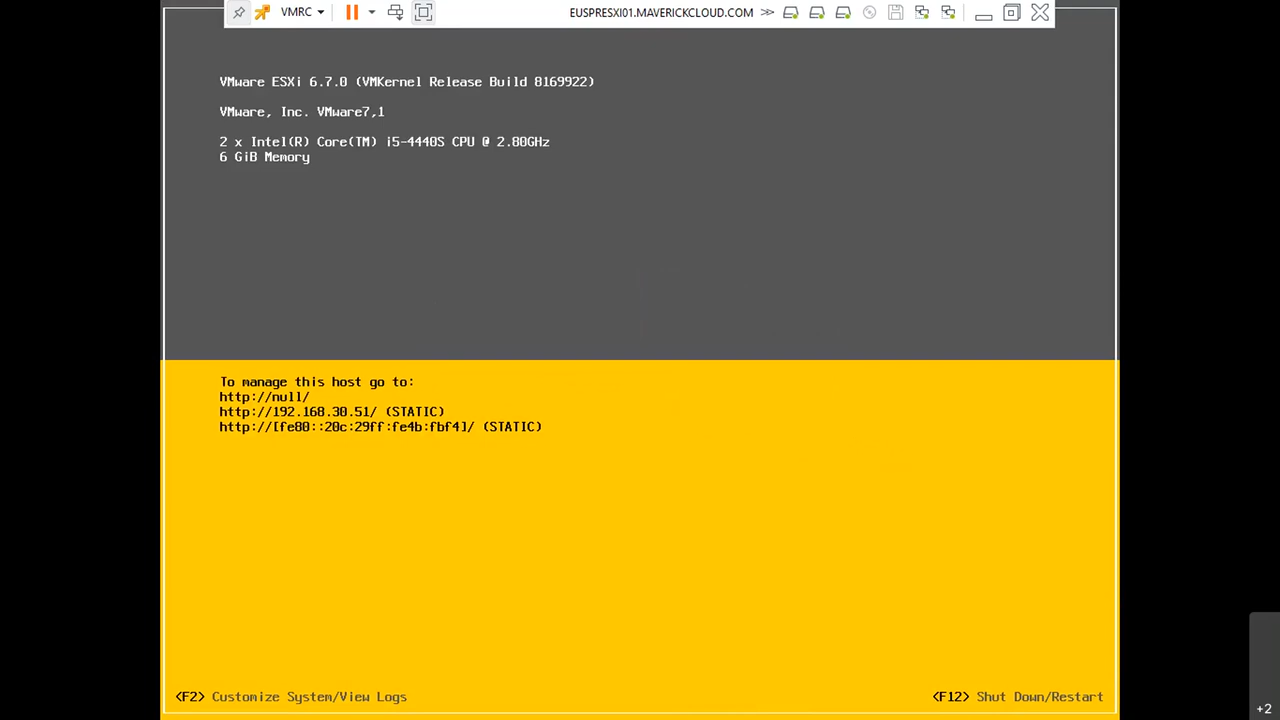 VMRC
EUSPRESXI01.MAVERICKCLOUD.COM
VMware ESXi 6.7.0 (VMKernel Release Build 8169922)
VMware, Inc. VMware7,1
2 x Intel(R) Core(TM) i5-4440S CPU @ 2.80GHz
6 GiB Memory
To manage this host go to:
http://null/
http://192.168.30.51/ (STATIC)
http://[fe80::20c:29ff:fe4b:fbf4]/ (STATIC)
<F2> Customize System/View Logs
<F12> Shut Down/Restart
+2